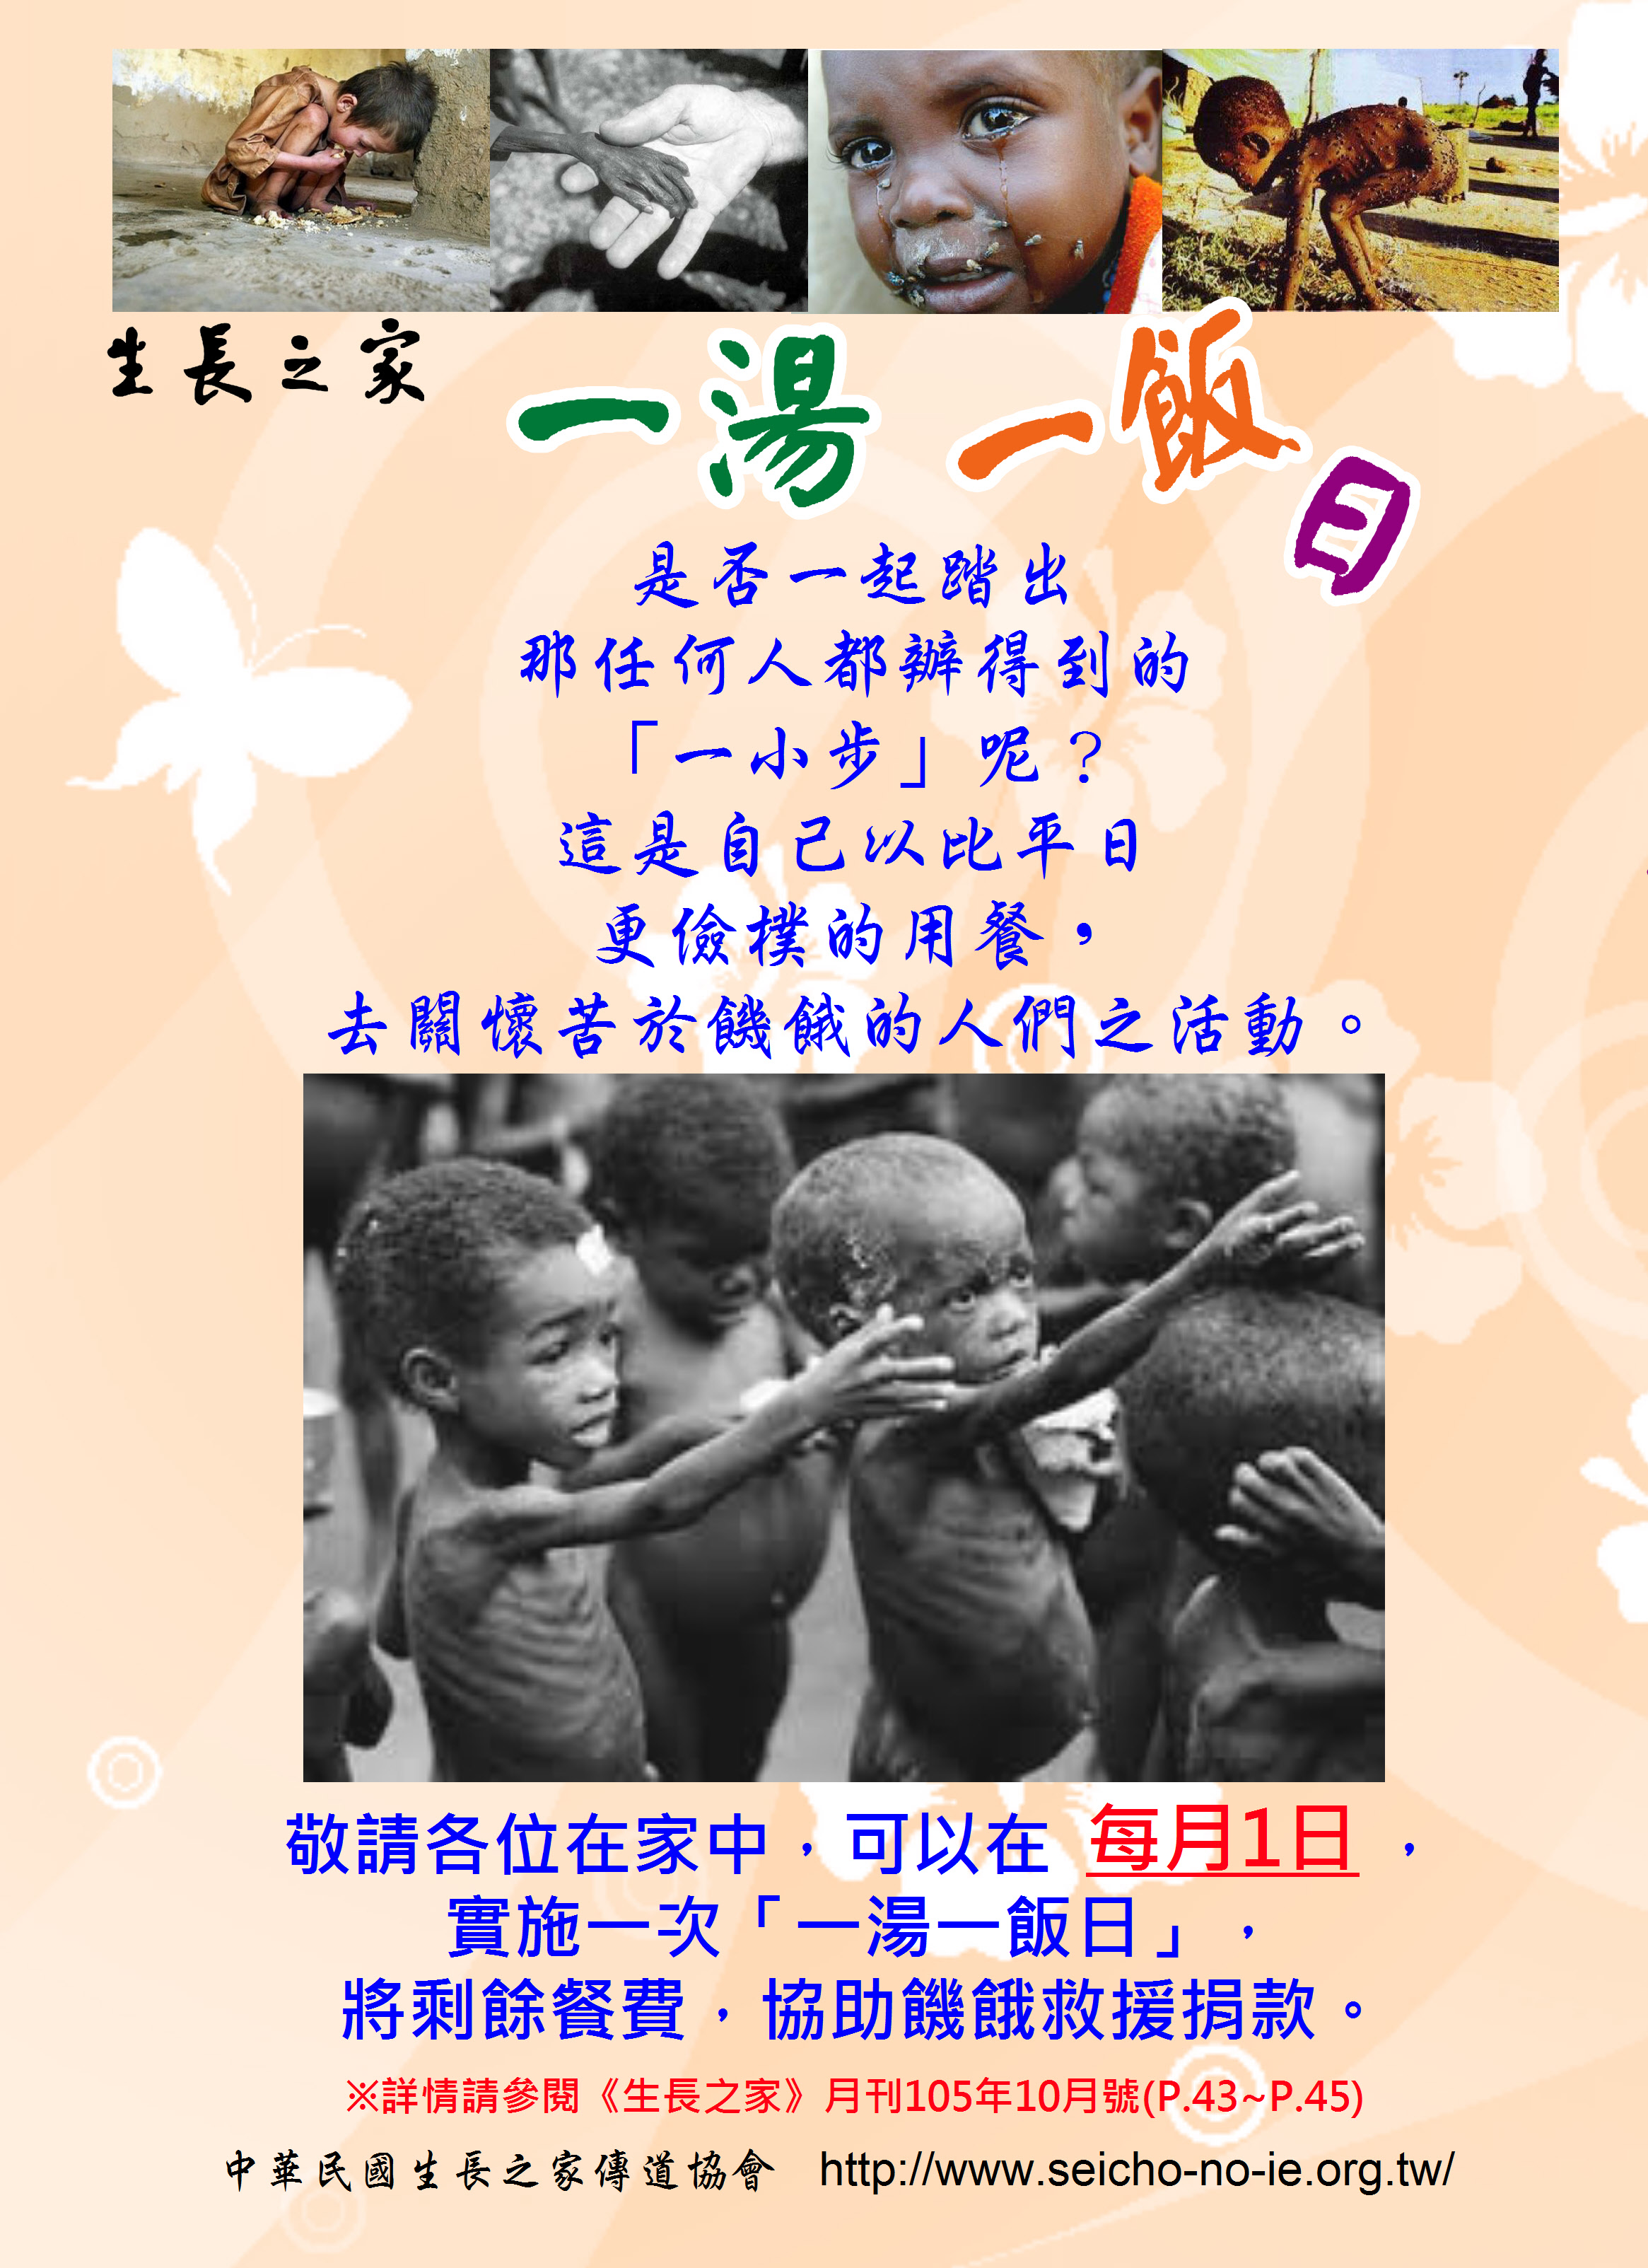 生長之家
一湯一飯日
是否一起踏出
那任何人都辦得到的
「一小步」呢？
這是自己以比平日
更儉樸的用餐，
去關懷苦於饑餓的人們之活動。
敬請各位在家中，可以在 每月1日 ，
實施一次「一湯一飯日」，
將剩餘餐費，協助饑餓救援捐款。
※詳情請參閱《生長之家》月刊105年10月號(P.43~P.45)
中華民國生長之家傳道協會 http://www.seicho-no-ie.org.tw/